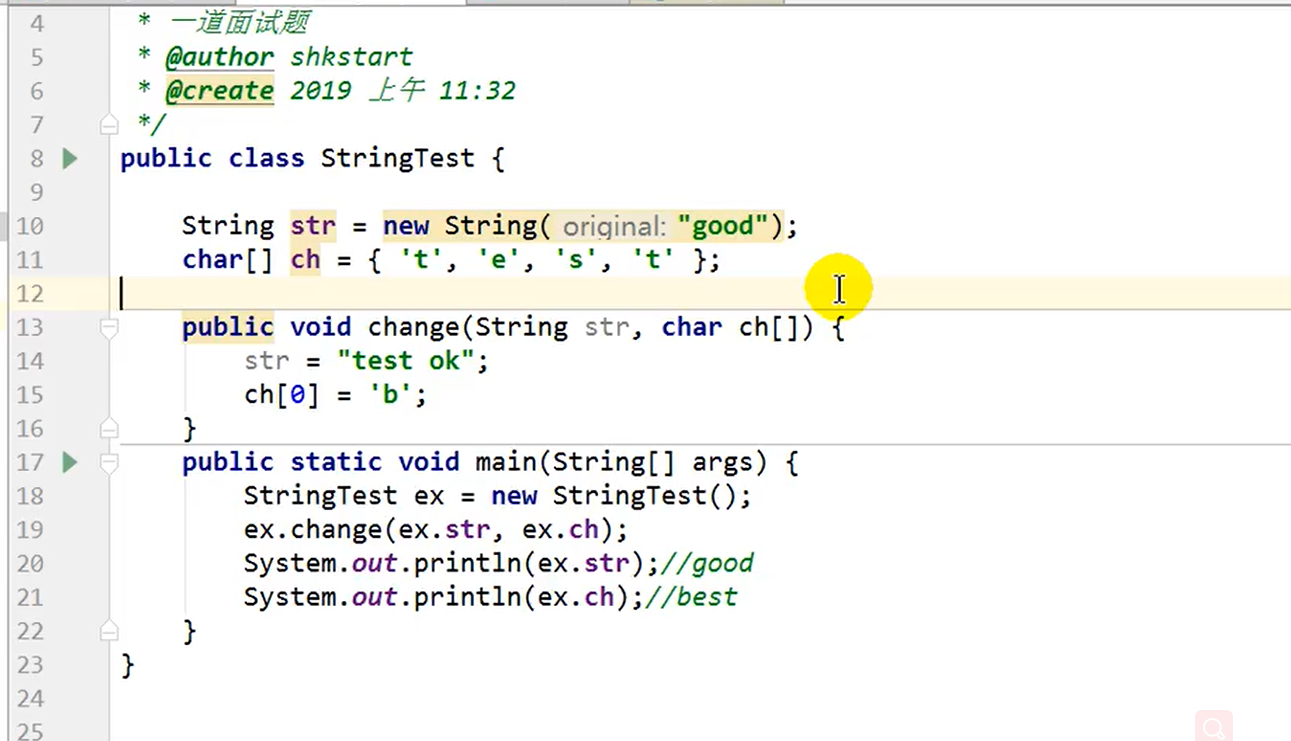 4 * 一道面试题
5 * @author shkstart
6 * @create 2019 上午 11:32
7 */
8 public class StringTest {
9
10 String str = new String( original: "good");
11 char[] ch = { 't', 'e', 's', 't' };
12
13 public void change(String str, char ch[]) {
14 str = "test ok";
15 ch[0] = 'b';
16 }
17 public static void main(String[] args) {
18 StringTest ex = new StringTest();
19 ex.change(ex.str, ex.ch);
20 System.out.println(ex.str);//good
21 System.out.println(ex.ch);//best
22 }
23 }
24
25